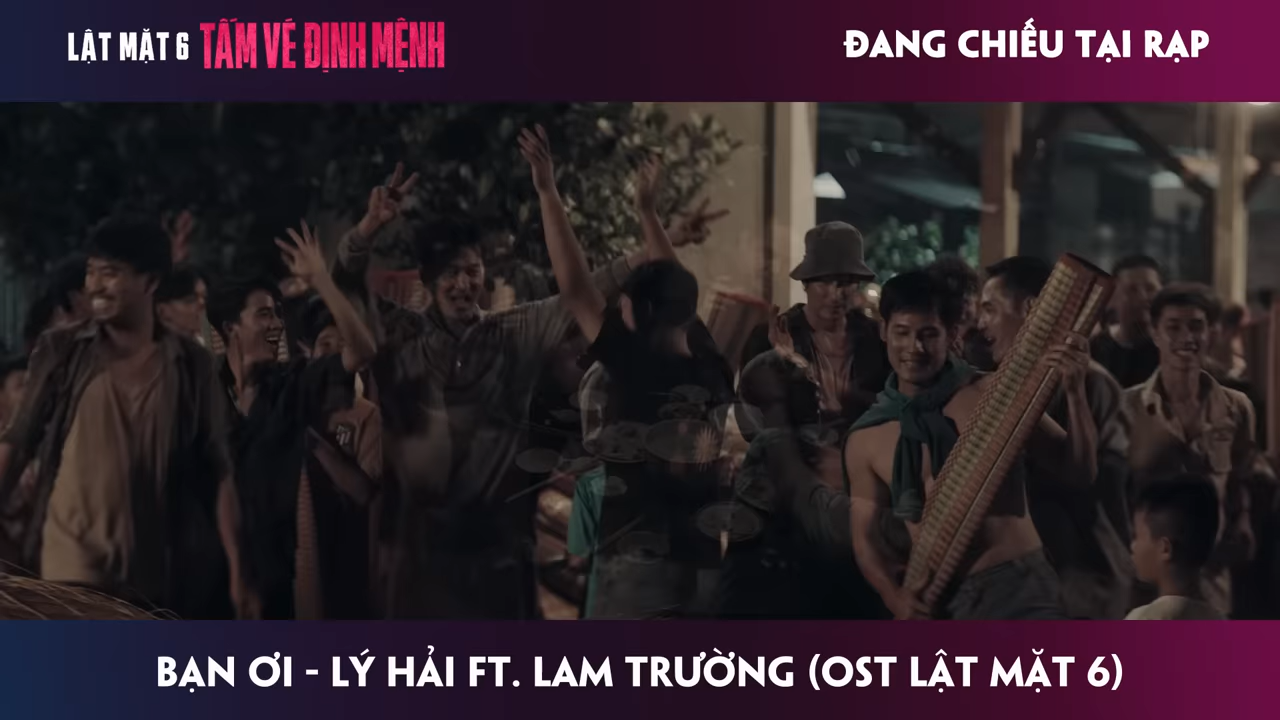 LẬT MẶT 6 TẤM VÉ ĐỊNH MỆNH
ĐANG CHIẾU TẠI RẠP
BẠN ƠI - LÝ HẢI FT. LAM TRƯỜNG (OST LẬT MẶT 6)